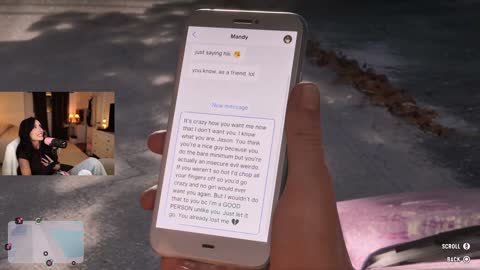 Mandy
just saying hiii. 😘
you know, as a friend. lol
New message
It's crazy how you want me now
that I don't want you. I know
what you are, Jason. You think
you're a nice guy because you
do the bare minimum but you're
actually an insecure evil weirdo.
If you weren't so hot I'd chop all
your fingers off so you'd go
crazy and no girl would ever
want you again. But I wouldn't do
that to you bc I'm a GOOD
PERSON unlike you. Just let it
go. You already lost me 💔
SCROLL
BACK